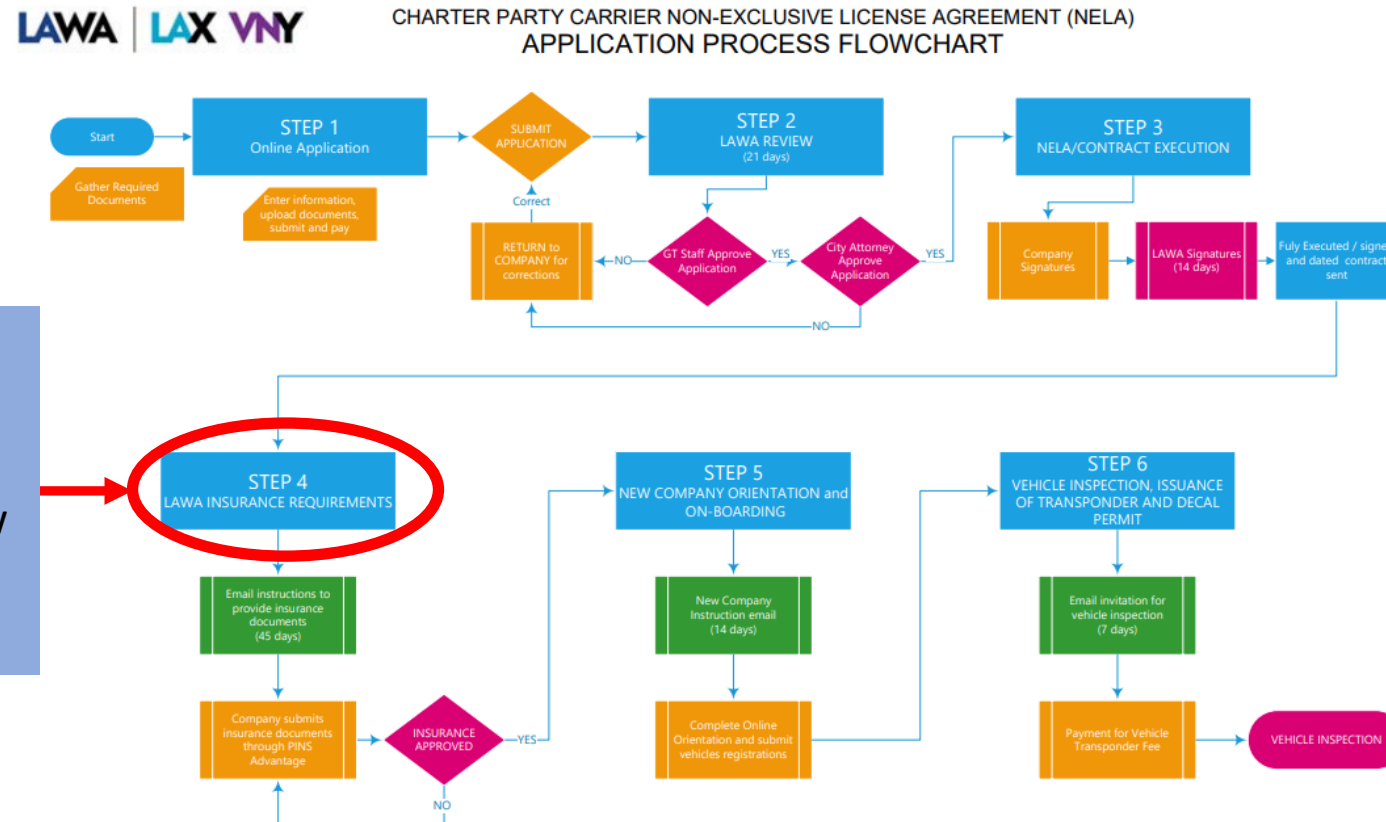 LAWA LAX VNY
CHARTER PARTY CARRIER NON-EXCLUSIVE LICENSE AGREEMENT (NELA)
APPLICATION PROCESS FLOWCHART
Start
Gather Required
Documents
STEP 1
Online Application
Enter information,
upload documents,
submit and pay
SUBMIT
APPLICATION
Correct
RETURN to
COMPANY for
corrections
STEP 2
LAWA REVIEW
(21 days)
NO
GT Staff Approve
Application
YES
City Attorney
Approve
Application
YES
NO
STEP 3
NELA/CONTRACT EXECUTION
Company
Signatures
LAWA Signatures
(14 days)
Fuly Executed / signe
and dated contract
sent
STEP 4
LAWA INSURANCE REQUIREMENTS
Email instructions to
provide insurance
documents
(45 days)
Company submits
insurance documents
through PINS
Advantage
INSURANCE
APPROVED
YES
NO
STEP 5
NEW COMPANY ORIENTATION and
ON-BOARDING
New Company
Instruction email
(14 days)
Complete Online
Orientation and submit
vehicles registrations
STEP 6
VEHICLE INSPECTION, ISSUANCE
OF TRANSPONDER AND DECAL
PERMIT
Email invitation for
vehicle inspection
(7 days)
Payment for Vehicle
Transponder Fee
VEHICLE INSPECTION